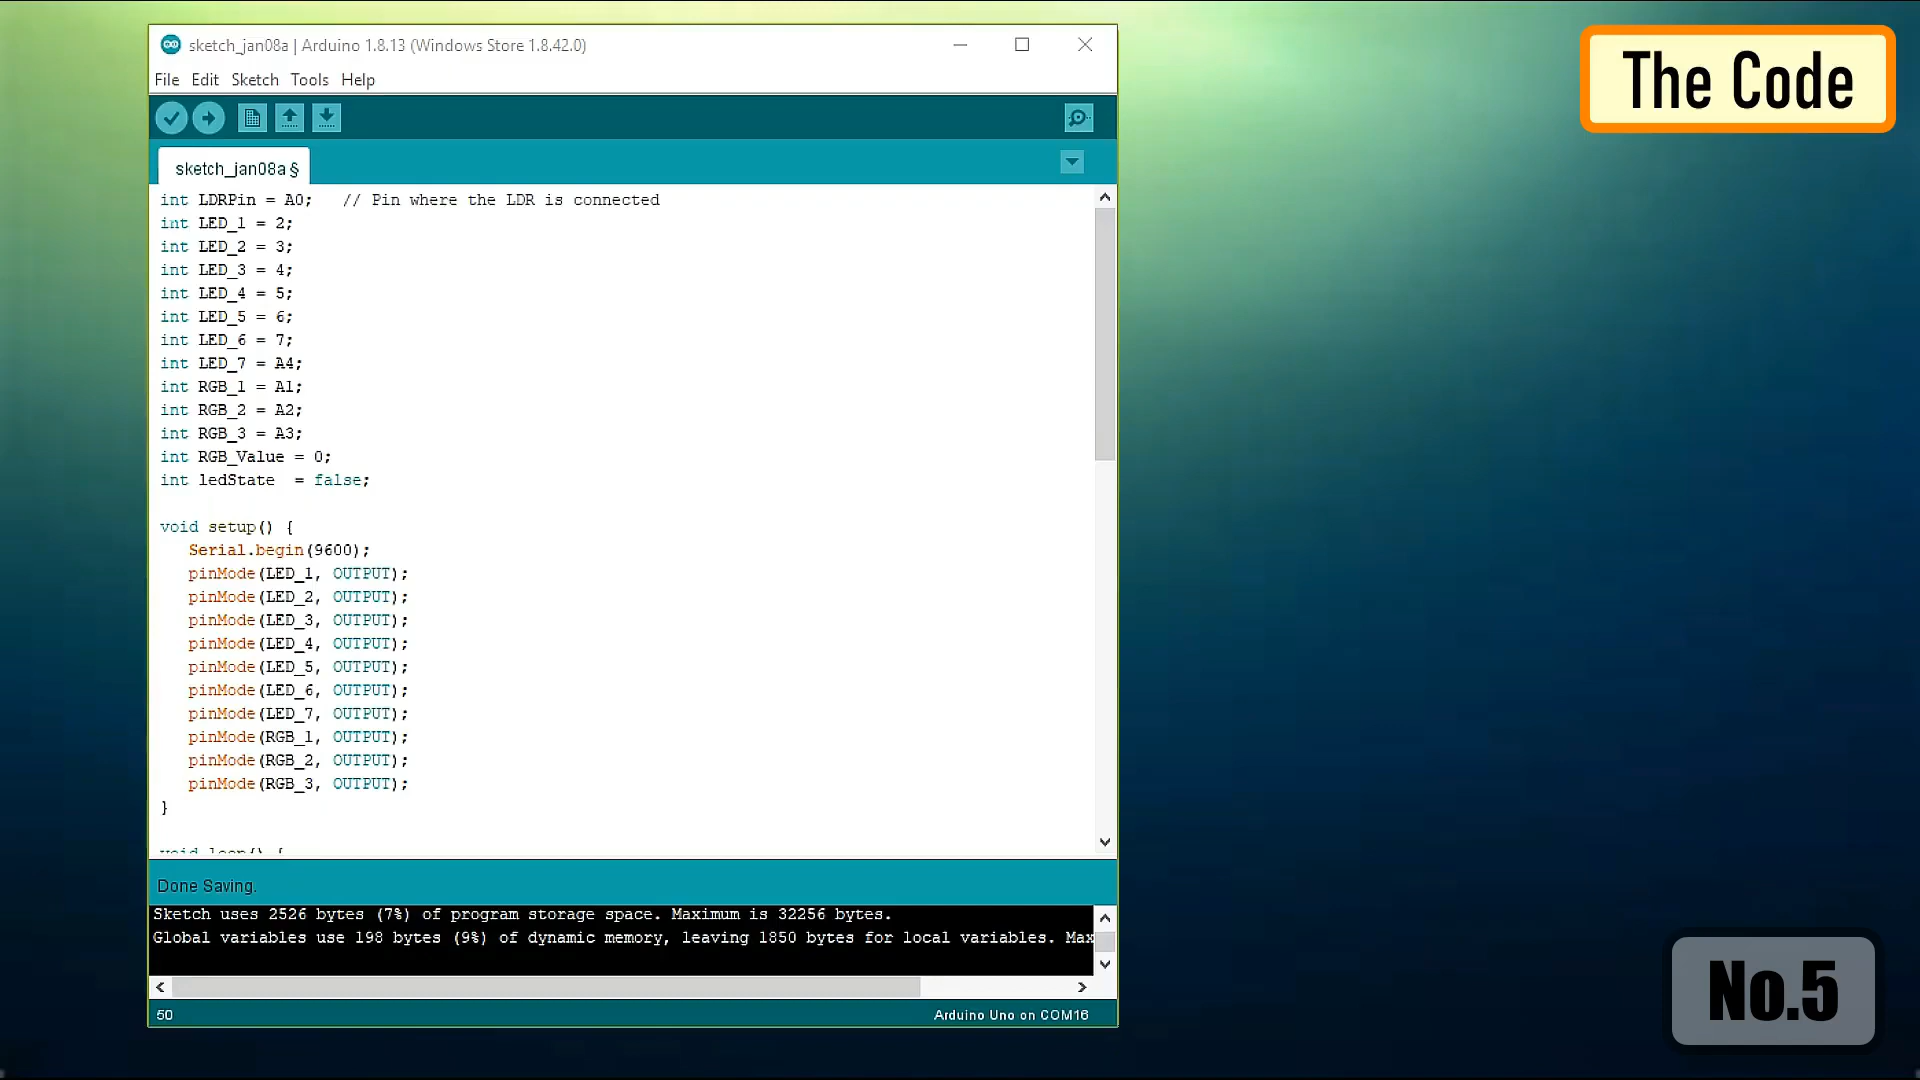 sketch_jan08a | Arduino 1.8.13 (Windows Store 1.8.42.0)
The Code
File Edit Sketch Tools Help
sketch_jan08a §
int LDRPin = A0;   // Pin where the LDR is connected
int LED_1 = 2;
int LED_2 = 3;
int LED_3 = 4;
int LED_4 = 5;
int LED_5 = 6;
int LED_6 = 7;
int LED_7 = A4;
int RGB_1 = A1;
int RGB_2 = A2;
int RGB_3 = A3;
int RGB_Value = 0;
int ledState  = false;
void setup() {
   Serial.begin(9600);
   pinMode(LED_1, OUTPUT);
   pinMode(LED_2, OUTPUT);
   pinMode(LED_3, OUTPUT);
   pinMode(LED_4, OUTPUT);
   pinMode(LED_5, OUTPUT);
   pinMode(LED_6, OUTPUT);
   pinMode(LED_7, OUTPUT);
   pinMode(RGB_1, OUTPUT);
   pinMode(RGB_2, OUTPUT);
   pinMode(RGB_3, OUTPUT);
}
void loop() {
Done Saving.
Sketch uses 2526 bytes (7%) of program storage space. Maximum is 32256 bytes.
Global variables use 198 bytes (9%) of dynamic memory, leaving 1850 bytes for local variables. Max
50
Arduino Uno on COM16
No.5